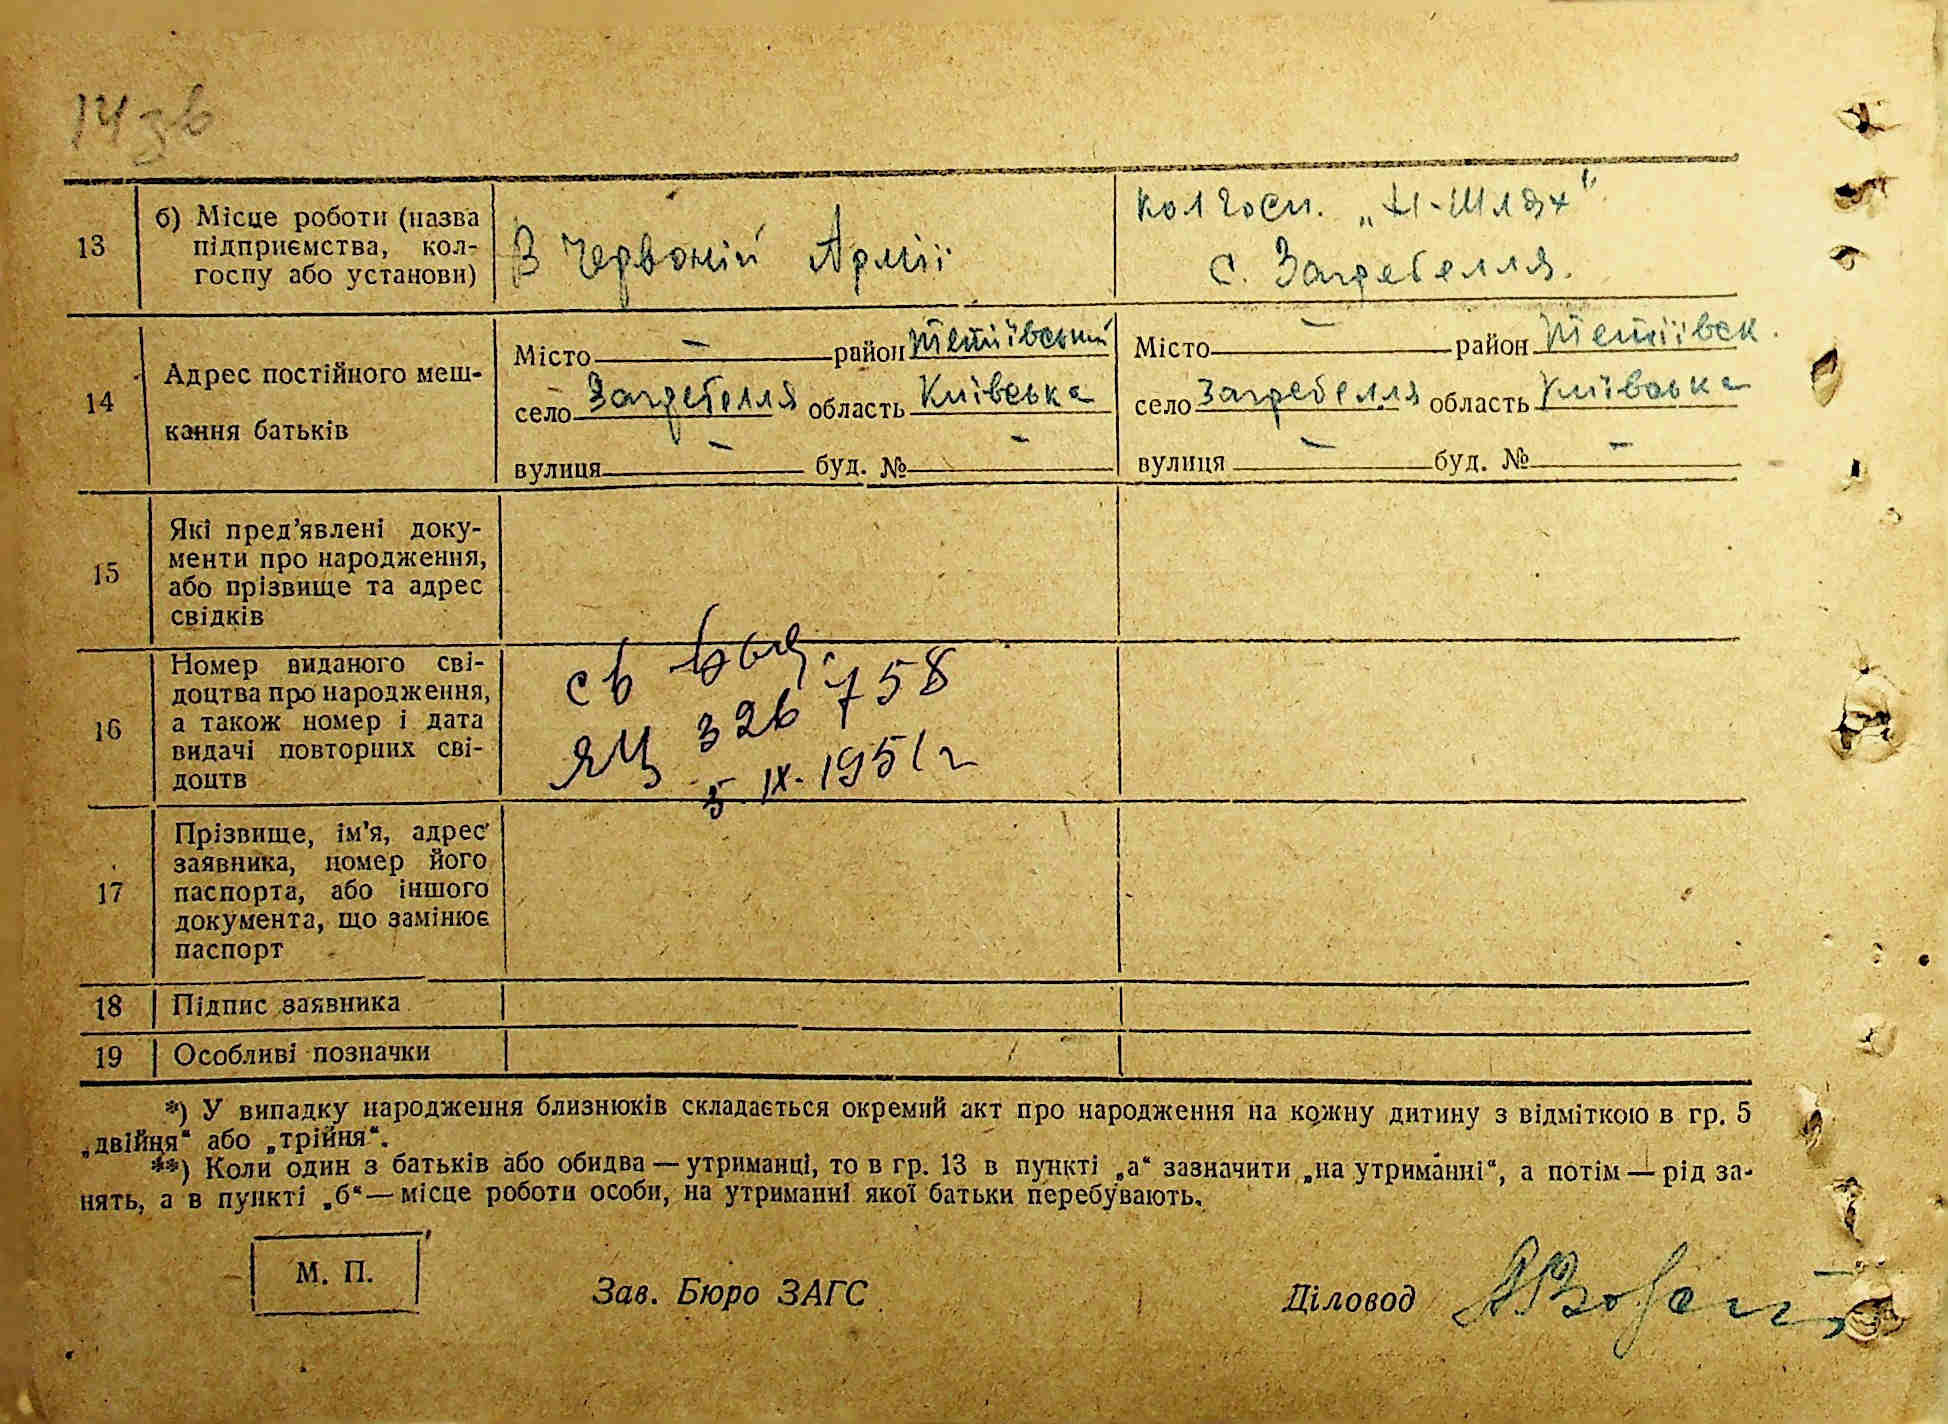 14 зв
13
б) Місце роботи (назва
підприємства, кол-
госпу або установи)
В Червоній Армії
колгосп. „Н-Шлях"
с. Загребелля.
14
Адрес постійного меш-
кання батьків
Місто — район Тетіївський
село Загребелля область Київська
вулиця — буд. № —
Місто — район Тетіївськ.
село Загребелля область Київська
вулиця — буд. № —
15
Які пред'явлені доку-
менти про народження,
або прізвище та адрес
свідків
16
Номер виданого сві-
доцтва про народження,
а також номер і дата
видачі повторних сві-
доцтв
св выд.
ЯЦ 326758
5 IX. 1951 г
17
Прізвище, ім'я, адрес
заявника, номер його
паспорта, або іншого
документа, що замінює
паспорт
18
Підпис заявника
19
Особливі позначки
*) У випадку народження близнюків складається окремий акт про народження на кожну дитину з відміткою в гр. 5
„двійня“ або „трійня“.
**) Коли один з батьків або обидва — утриманці, то в гр. 13 в пункті „а“ зазначити „на утриманні“, а потім — рід за-
нять, а в пункті „б“ — місце роботи особи, на утриманні якої батьки перебувають.
М. П.
Зав. Бюро ЗАГС
Діловод